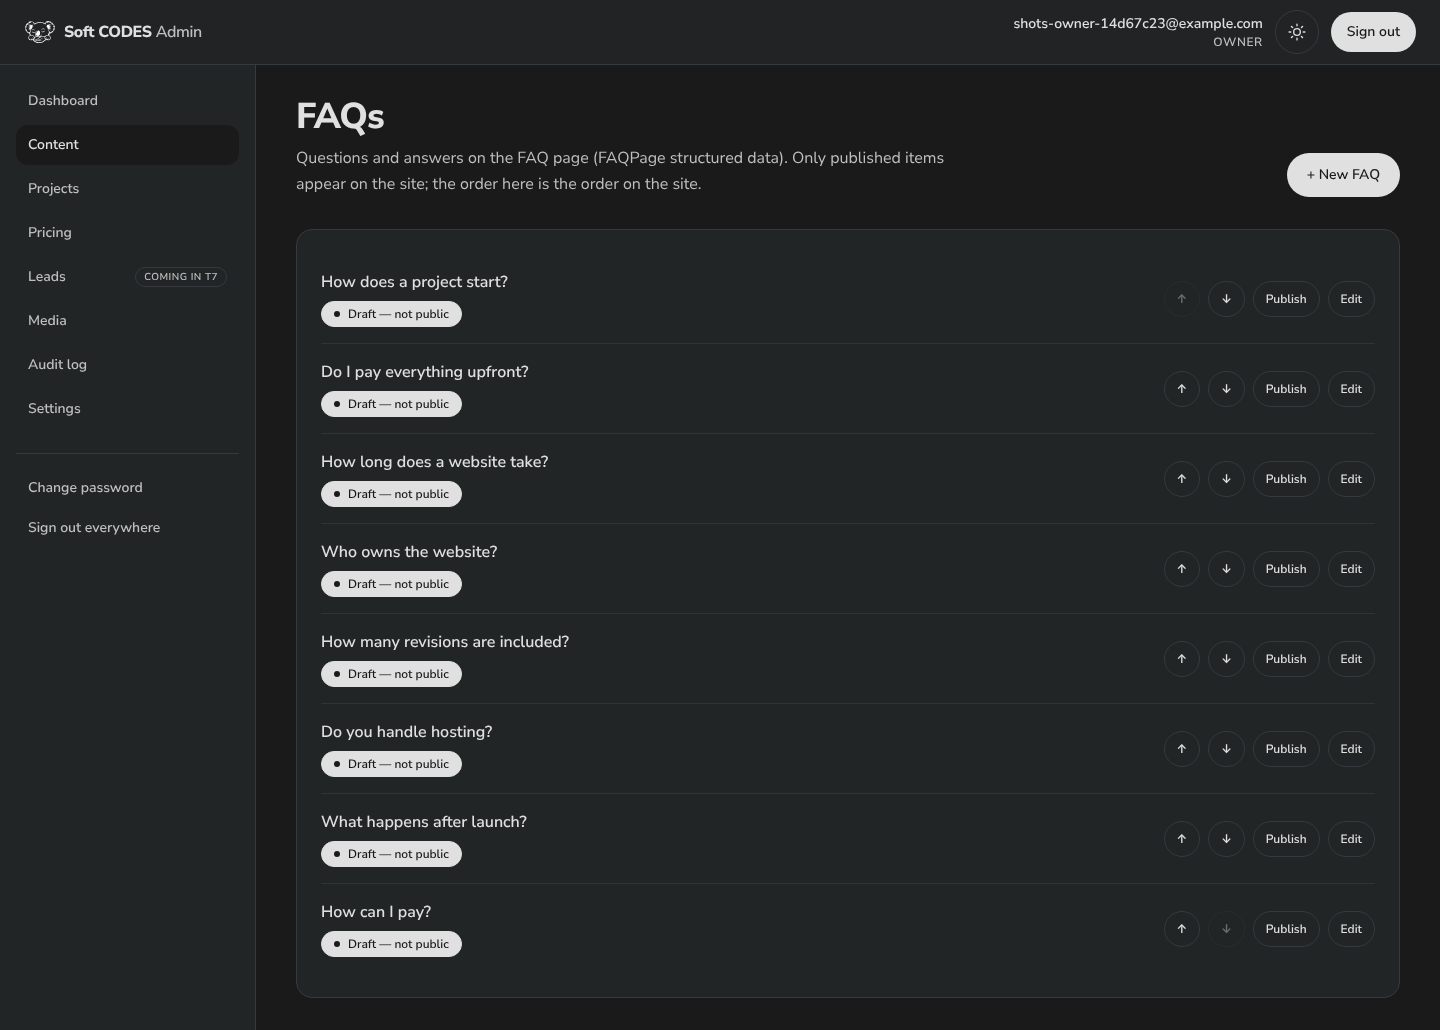 Soft CODES Admin
shots-owner-14d67c23@example.com
OWNER
Sign out
Dashboard
Content
Projects
Pricing
Leads
COMING IN T7
Media
Audit log
Settings
Change password
Sign out everywhere
FAQs
Questions and answers on the FAQ page (FAQPage structured data). Only published items
appear on the site; the order here is the order on the site.
+ New FAQ
How does a project start?
Draft — not public
↑ ↓ Publish Edit
Do I pay everything upfront?
Draft — not public
↑ ↓ Publish Edit
How long does a website take?
Draft — not public
↑ ↓ Publish Edit
Who owns the website?
Draft — not public
↑ ↓ Publish Edit
How many revisions are included?
Draft — not public
↑ ↓ Publish Edit
Do you handle hosting?
Draft — not public
↑ ↓ Publish Edit
What happens after launch?
Draft — not public
↑ ↓ Publish Edit
How can I pay?
Draft — not public
↑ ↓ Publish Edit